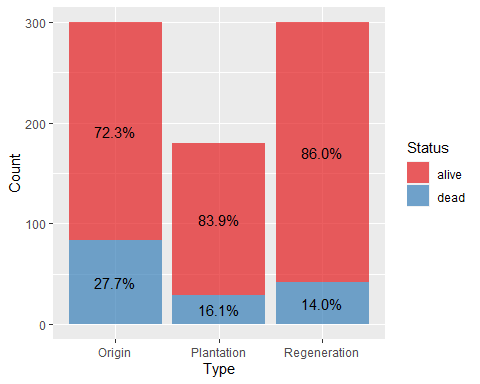 300
200
100
0
Count
72.3%
27.7%
83.9%
16.1%
86.0%
14.0%
Origin
Plantation
Regeneration
Type
Status
alive
dead